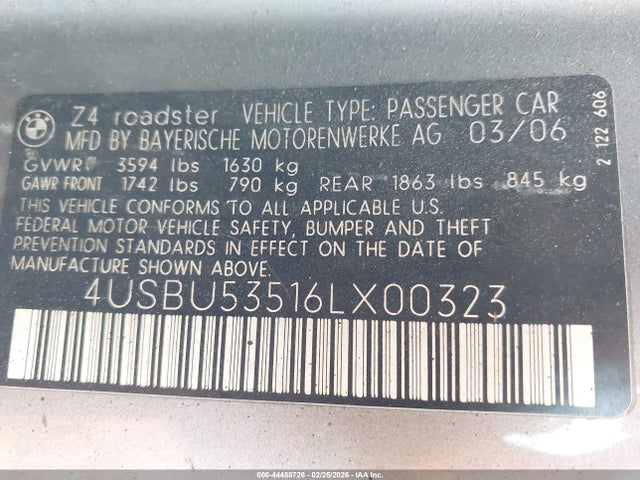 BMW
Z4 roadster VEHICLE TYPE: PASSENGER CAR
MFD BY BAYERISCHE MOTORENWERKE AG 03/06
GVWR 3594 lbs 1630 kg
GAWR FRONT 1742 lbs 790 kg REAR 1863 lbs 845 kg
THIS VEHICLE CONFORMS TO ALL APPLICABLE U.S.
FEDERAL MOTOR VEHICLE SAFETY, BUMPER AND THEFT
PREVENTION STANDARDS IN EFFECT ON THE DATE OF
MANUFACTURE SHOWN ABOVE.
4USBU53516LX00323
2 122 606
000-44488726 - 02/25/2026 - IAA, Inc.